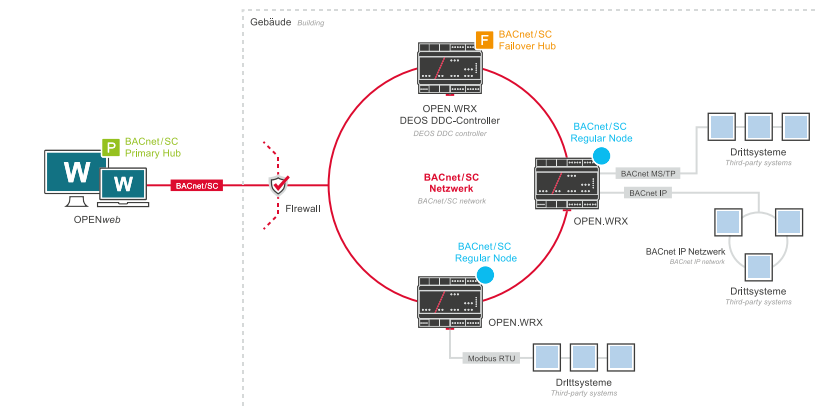 Gebäude Building
F
BACnet/SC
Failover Hub
OPEN.WRX
DEOS DDC-Controller
DEOS DDC controller
P
BACnet/SC
Primary Hub
W
W
OPENweb
BACnet/SC
Firewall
BACnet/SC
Netzwerk
BACnet/SC network
BACnet/SC
Regular Node
OPEN.WRX
BACnet MS/TP
Drittsysteme
Third-party systems
BACnet IP
BACnet IP Netzwerk
BACnet IP network
Drittsysteme
Third-party systems
BACnet/SC
Regular Node
OPEN.WRX
Modbus RTU
Drittsysteme
Third-party systems